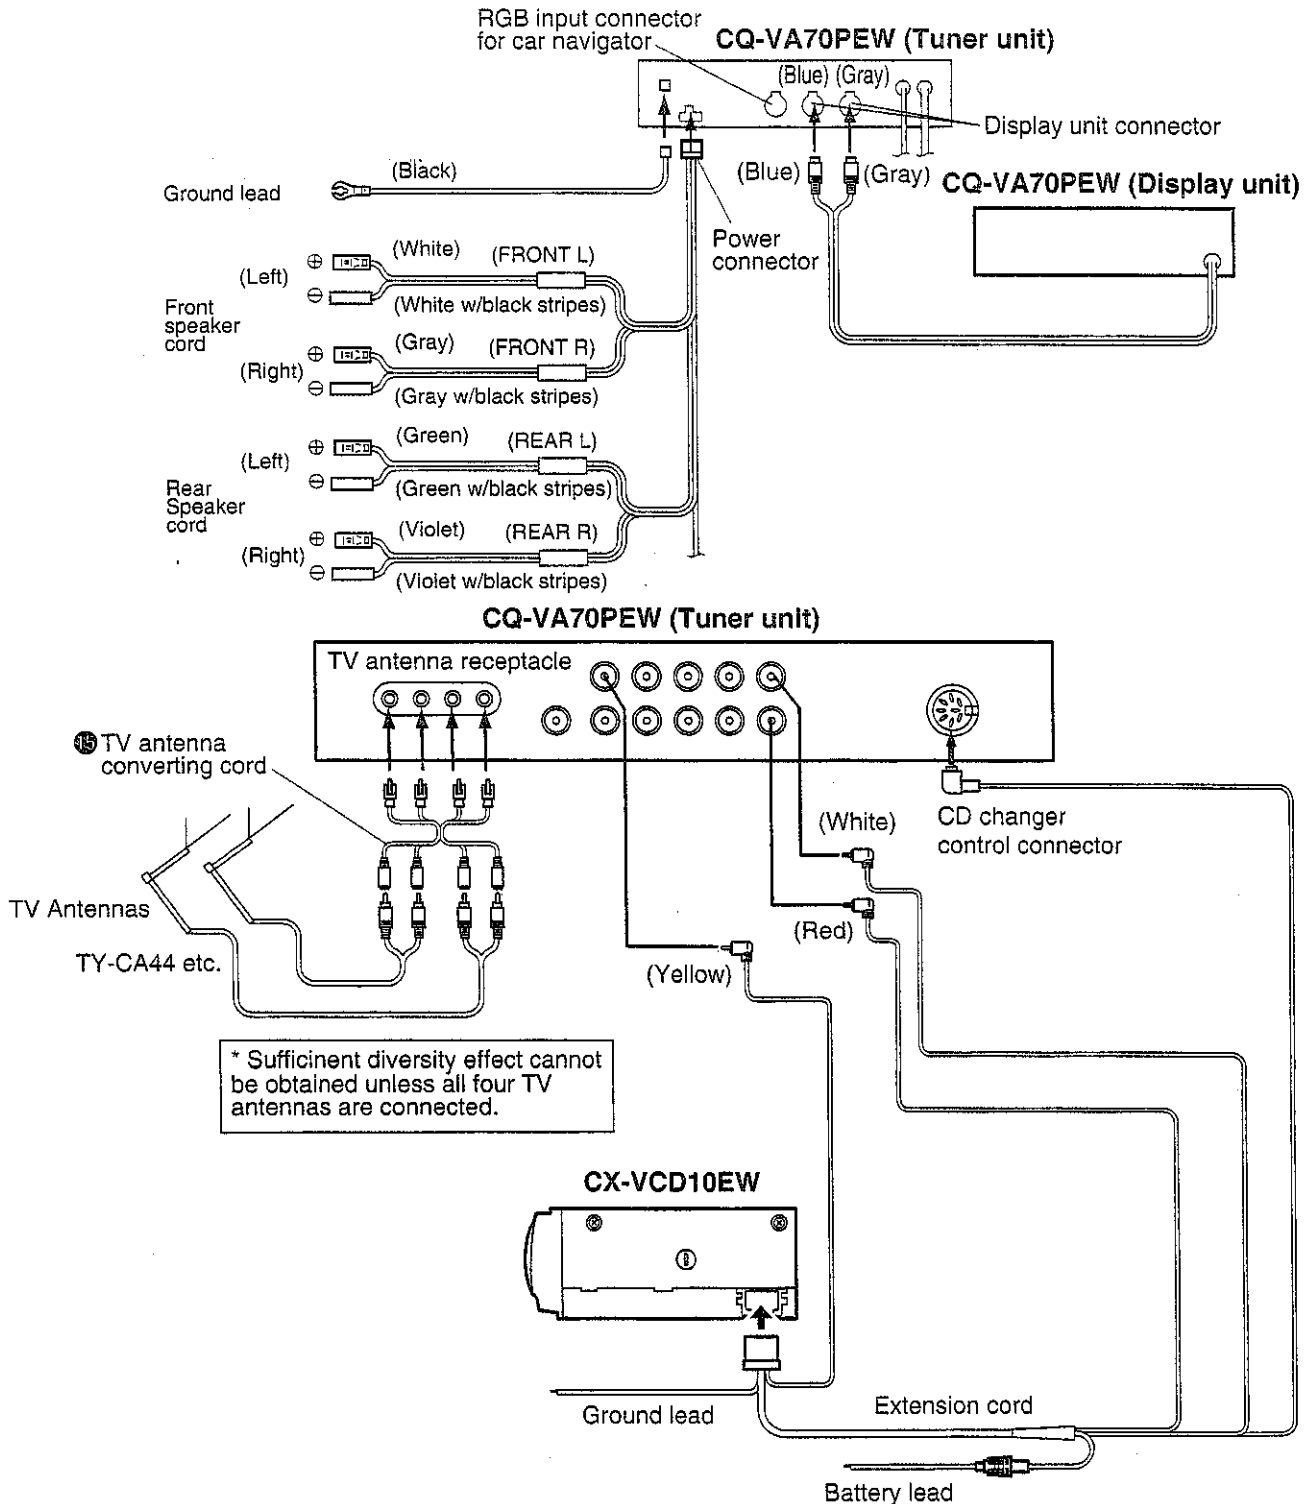 RGB input connector
for car navigator
CQ-VA70PEW (Tuner unit)
(Blue) (Gray)
Display unit connector
(Blue)
(Gray)
CQ-VA70PEW (Display unit)
Ground lead
(Black)
Power
connector
(White)
(FRONT L)
(Left)
⊕
⊖
(White w/black stripes)
Front
speaker
cord
(Gray)
(FRONT R)
(Right)
⊕
⊖
(Gray w/black stripes)
(Green)
(REAR L)
(Left)
⊕
⊖
(Green w/black stripes)
Rear
Speaker
cord
(Violet)
(REAR R)
(Right)
⊕
⊖
(Violet w/black stripes)
CQ-VA70PEW (Tuner unit)
TV antenna receptacle
⓯ TV antenna
converting cord
CD changer
control connector
(White)
(Red)
(Yellow)
TV Antennas
TY-CA44 etc.
* Sufficinent diversity effect cannot
be obtained unless all four TV
antennas are connected.
CX-VCD10EW
Ground lead
Extension cord
Battery lead